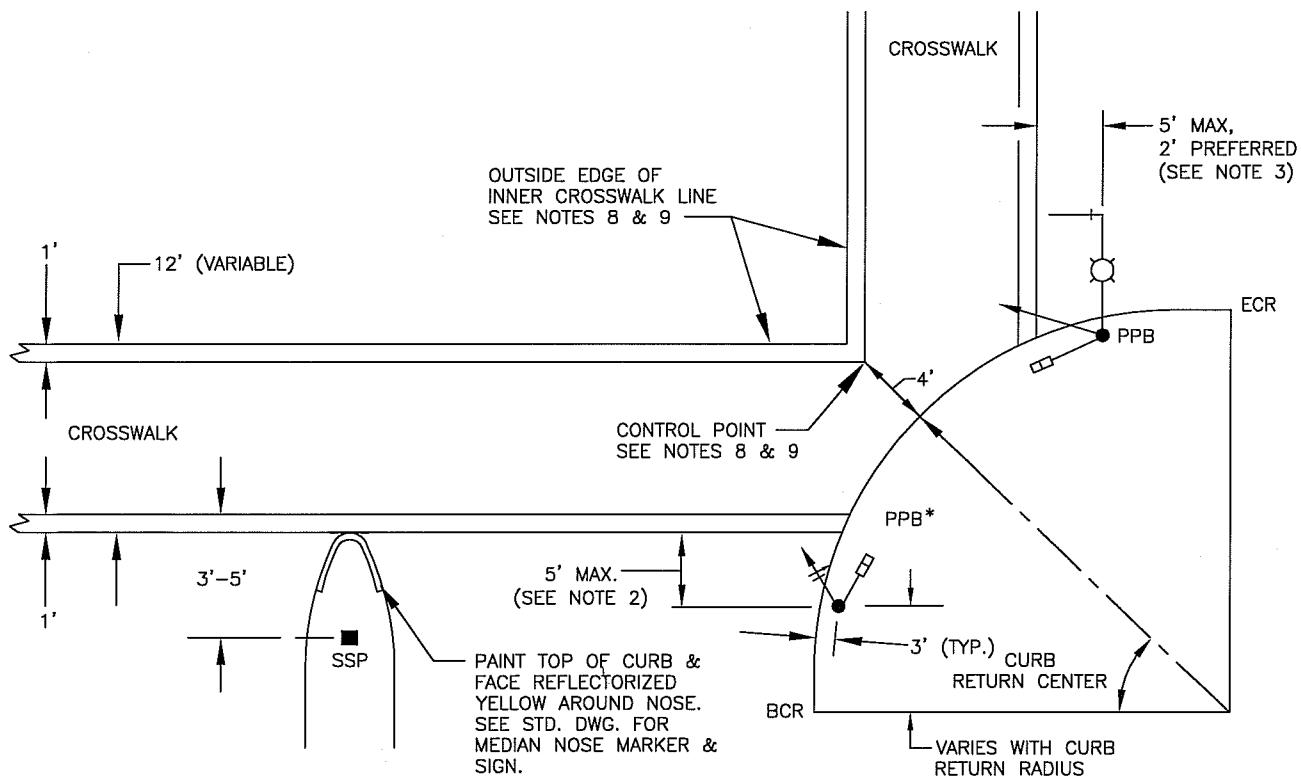 CROSSWALK
5' MAX,
2' PREFERRED
(SEE NOTE 3)
OUTSIDE EDGE OF
INNER CROSSWALK LINE
SEE NOTES 8 & 9
1'
12' (VARIABLE)
ECR
PPB
4'
CROSSWALK
CONTROL POINT
SEE NOTES 8 & 9
PPB*
3'-5'
5' MAX.
(SEE NOTE 2)
1'
SSP
3' (TYP.)
CURB
RETURN CENTER
PAINT TOP OF CURB &
FACE REFLECTORIZED
YELLOW AROUND NOSE.
SEE STD. DWG. FOR
MEDIAN NOSE MARKER &
SIGN.
BCR
VARIES WITH CURB
RETURN RADIUS